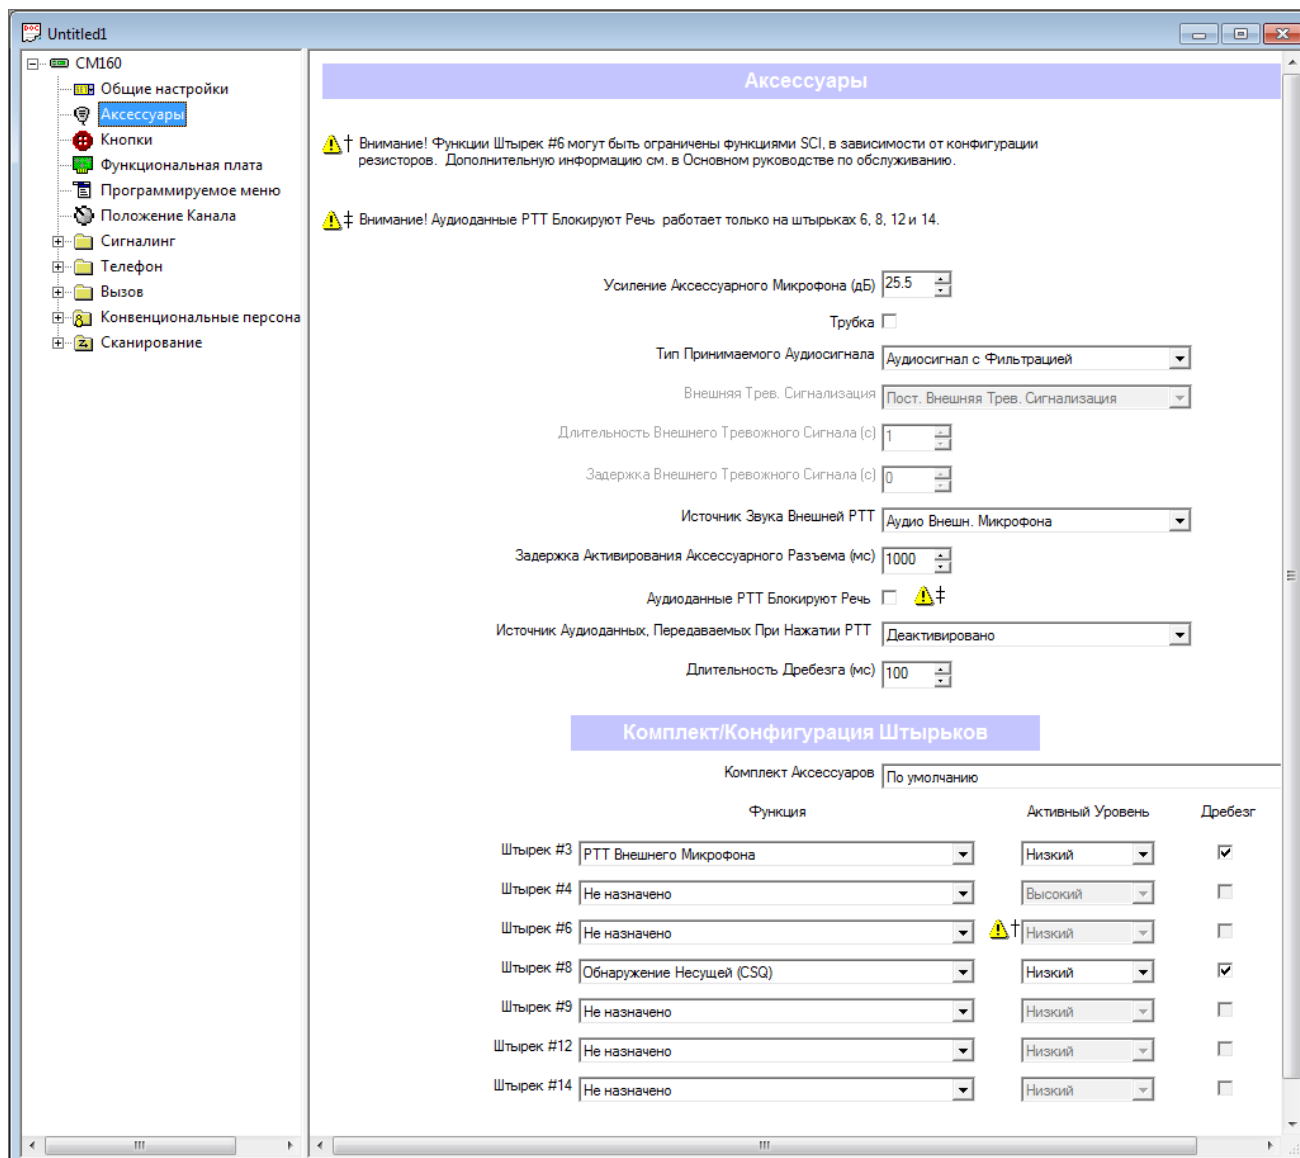 Untitled1
CM160
Общие настройки
Аксессуары
Кнопки
Функциональная плата
Программируемое меню
Положение Канала
Сигналинг
Телефон
Вызов
Конвенциональные персона
Сканирование
Аксессуары
† Внимание! Функции Штырек #6 могут быть ограничены функциями SCI, в зависимости от конфигурации
резисторов. Дополнительную информацию см. в Основном руководстве по обслуживанию.
‡ Внимание! Аудиоданные PTT Блокируют Речь работает только на штырьках 6, 8, 12 и 14.
Усиление Аксессуарного Микрофона (дБ) 25.5
Трубка
Тип Принимаемого Аудиосигнала Аудиосигнал с Фильтрацией
Внешняя Трев. Сигнализация Пост. Внешняя Трев. Сигнализация
Длительность Внешнего Тревожного Сигнала (с) 1
Задержка Внешнего Тревожного Сигнала (с) 0
Источник Звука Внешней PTT Аудио Внешн. Микрофона
Задержка Активирования Аксессуарного Разъема (мс) 1000
Аудиоданные PTT Блокируют Речь ‡
Источник Аудиоданных, Передаваемых При Нажатии PTT Деактивировано
Длительность Дребезга (мс) 100
Комплект/Конфигурация Штырьков
Комплект Аксессуаров По умолчанию
Функция Активный Уровень Дребезг
Штырек #3 PTT Внешнего Микрофона Низкий
Штырек #4 Не назначено Высокий
Штырек #6 Не назначено † Низкий
Штырек #8 Обнаружение Несущей (CSQ) Низкий
Штырек #9 Не назначено Низкий
Штырек #12 Не назначено Низкий
Штырек #14 Не назначено Низкий